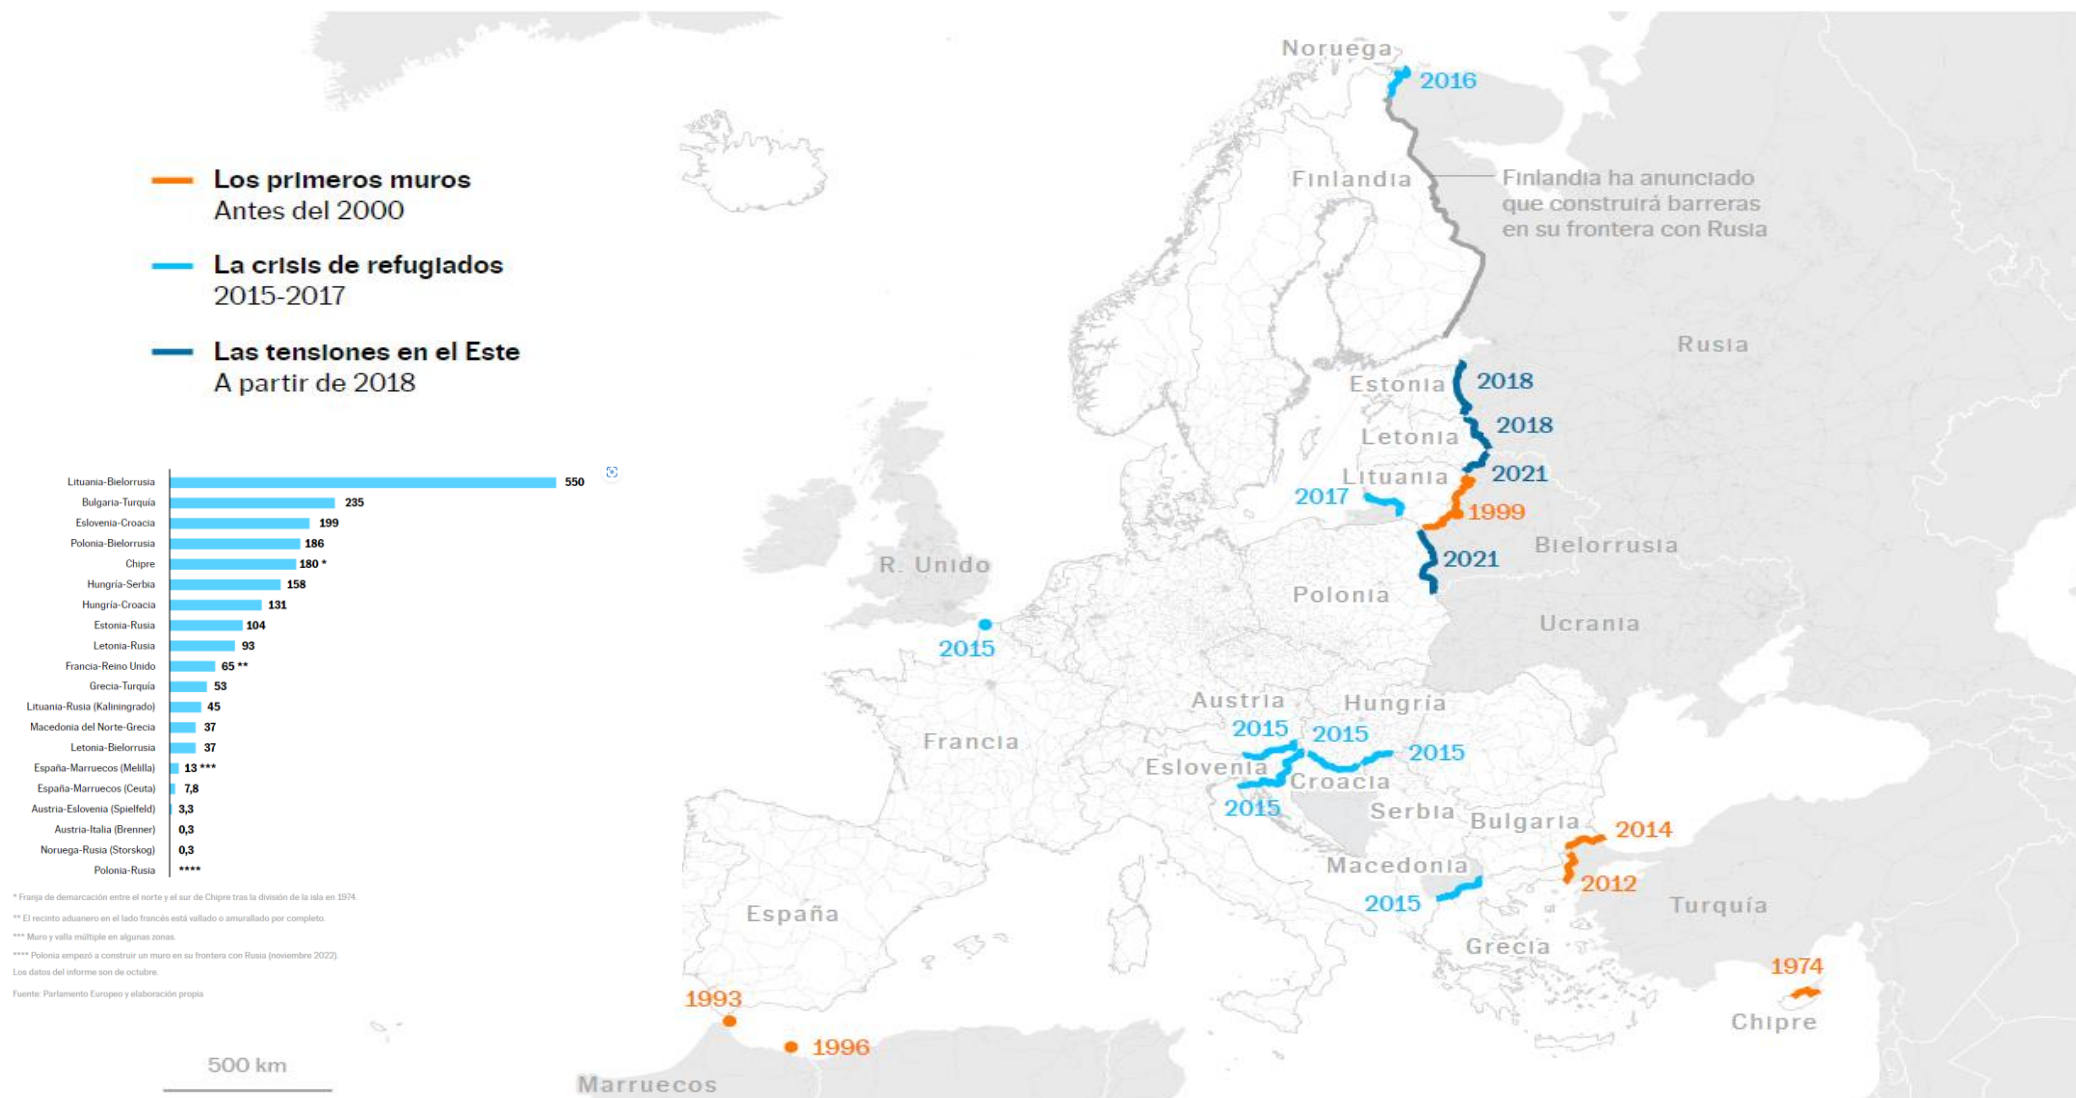 Los primeros muros
Antes del 2000
La crisis de refugiados
2015-2017
Las tensiones en el Este
A partir de 2018
Lituania-Bielorrusia 550
Bulgaria-Turquía 235
Eslovenia-Croacia 199
Polonia-Bielorrusia 186
Chipre 180 *
Hungría-Serbia 158
Hungría-Croacia 131
Estonia-Rusia 104
Letonia-Rusia 93
Francia-Reino Unido 65 **
Grecia-Turquía 53
Lituania-Rusia (Kaliningrado) 45
Macedonia del Norte-Grecia 37
Letonia-Bielorrusia 37
España-Marruecos (Melilla) 13 ***
España-Marruecos (Ceuta) 7,8
Austria-Eslovenia (Spielfeld) 3,3
Austria-Italia (Brenner) 0,3
Noruega-Rusia (Storskog) 0,3
Polonia-Rusia ****
* Franja de demarcación entre el norte y el sur de Chipre tras la división de la isla en 1974.
** El recinto aduanero en el lado francés está vallado o amurallado por completo.
*** Muro y valla múltiple en algunas zonas.
**** Polonia empezó a construir un muro en su frontera con Rusia (noviembre 2022).
Los datos del informe son de octubre.
Fuente: Parlamento Europeo y elaboración propia
500 km
Noruega
2016
Finlandia
Finlandia ha anunciado
que construirá barreras
en su frontera con Rusia
Rusia
Estonia
2018
Letonia
2018
Lituania
2021
2017
1999
Bielorrusia
R. Unido
2021
Polonia
Ucrania
2015
Austria
Hungría
Francia
2015
2015
2015
Eslovenia
Croacia
2015
Serbia
Bulgaria
2014
Macedonia
2012
2015
España
Turquía
Grecia
1974
Chipre
1993
1996
Marruecos